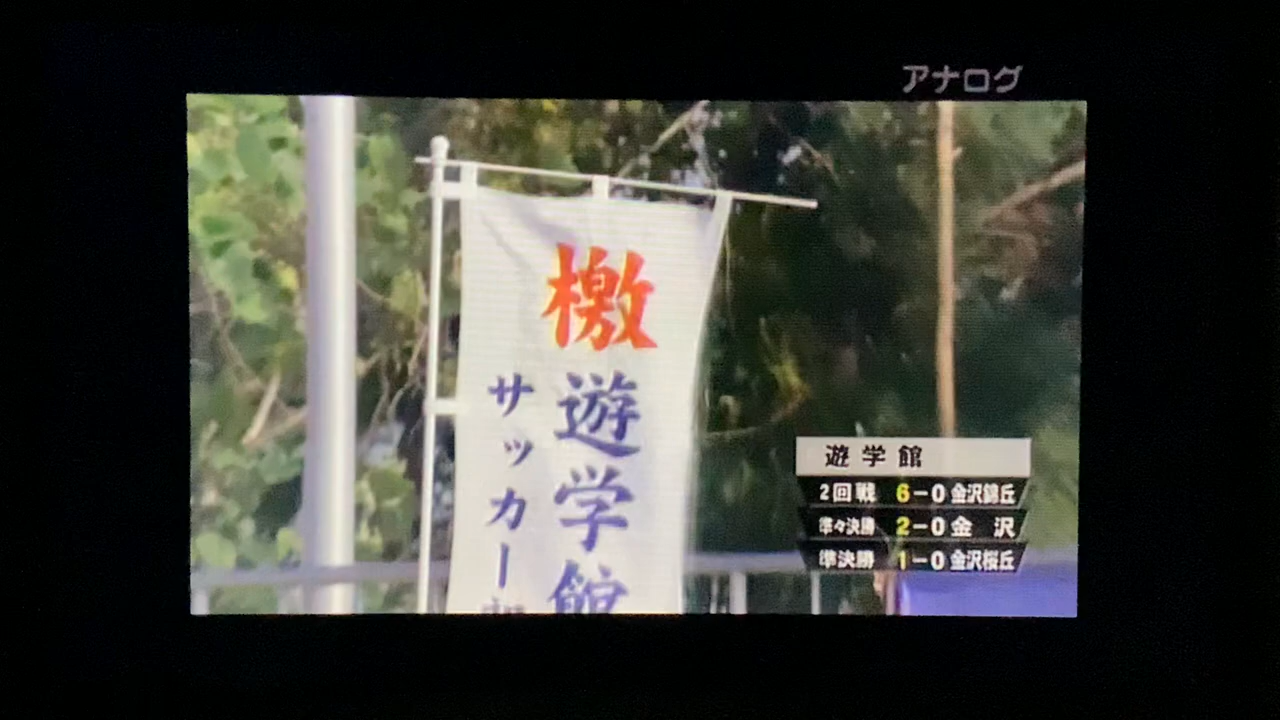 アナログ
檄
遊学館
サッカー部
遊学館
2回戦 6-0 金沢錦丘
準々決勝 2-0 金 沢
準決勝 1-0 金沢桜丘